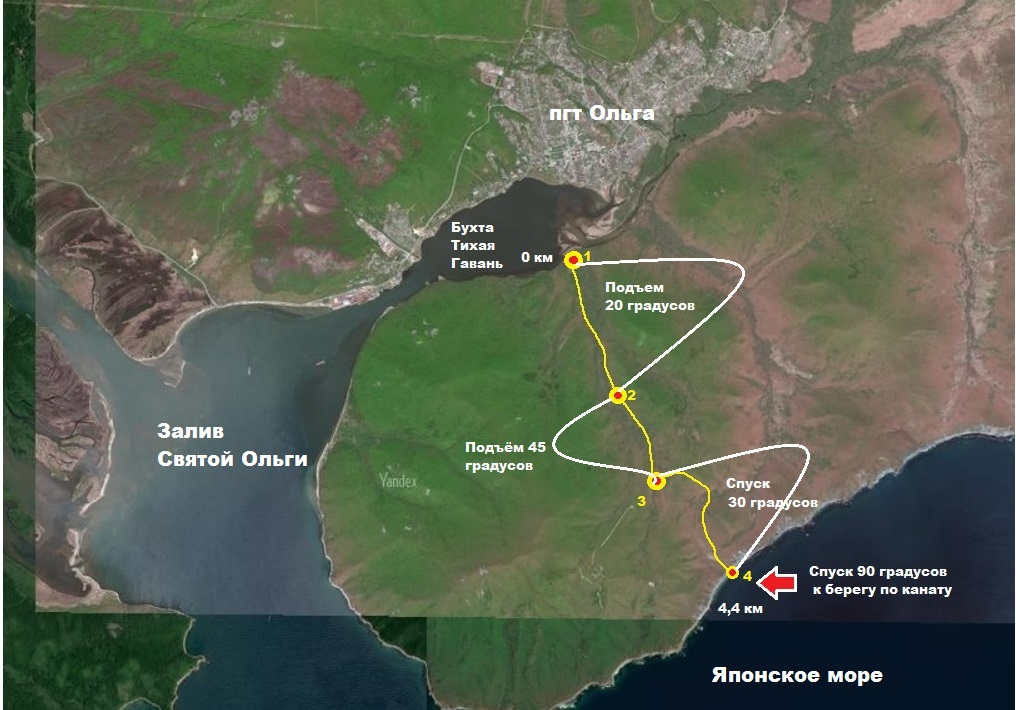 пгт Ольга
Бухта
Тихая
Гавань
0 км
1
Подъем
20 градусов
2
Залив
Святой Ольги
Подъём 45
градусов
Yandex
3
Спуск
30 градусов
4
Спуск 90 градусов
к берегу по канату
4,4 км
Японское море